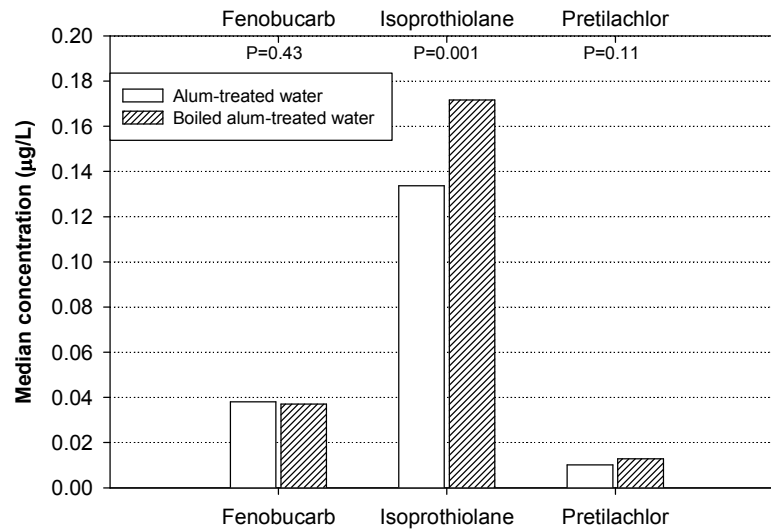 Fenobucarb Isoprothiolane Pretilachlor
0.20
P=0.43 P=0.001 P=0.11
0.18
Alum-treated water
Boiled alum-treated water
0.16
0.14
0.12
0.10
0.08
0.06
0.04
0.02
0.00
Median concentration (µg/L)
Fenobucarb Isoprothiolane Pretilachlor